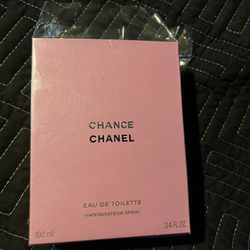 CHANCE
CHANEL
EAU DE TOILETTE
VAPORISATEUR SPRAY
100 ml 3.4 FL.OZ.